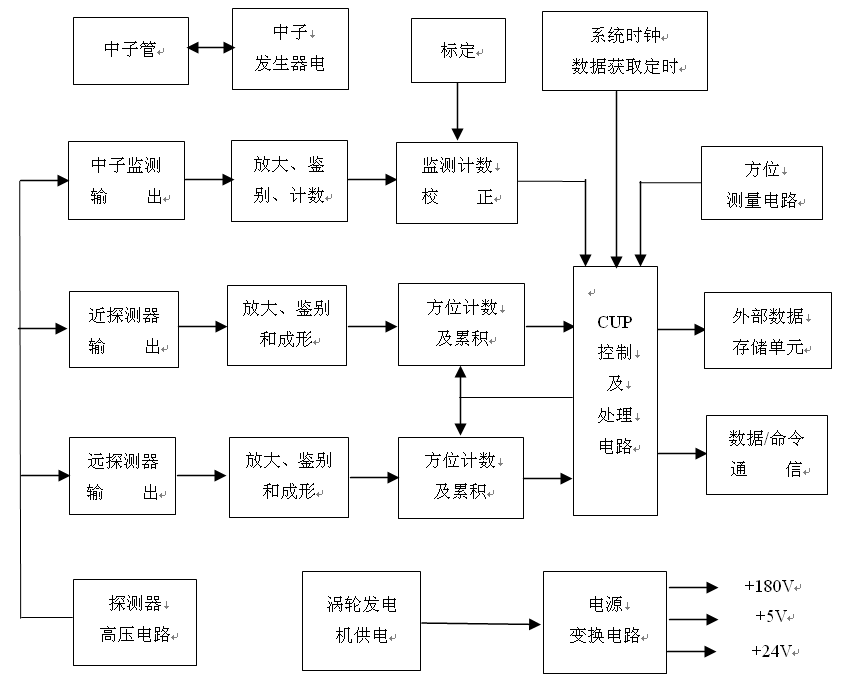 中子管
中子
发生器电
标定
系统时钟
数据获取定时
中子监测
输 出
放大、鉴
别、计数
监测计数
校 正
方位
测量电路
近探测器
输 出
放大、鉴别
和成形
方位计数
及累积
CUP
控制
及
处理
电路
外部数据
存储单元
远探测器
输 出
放大、鉴别
和成形
方位计数
及累积
数据/命令
通 信
探测器
高压电路
涡轮发电
机供电
电源
变换电路
+180V
+5V
+24V